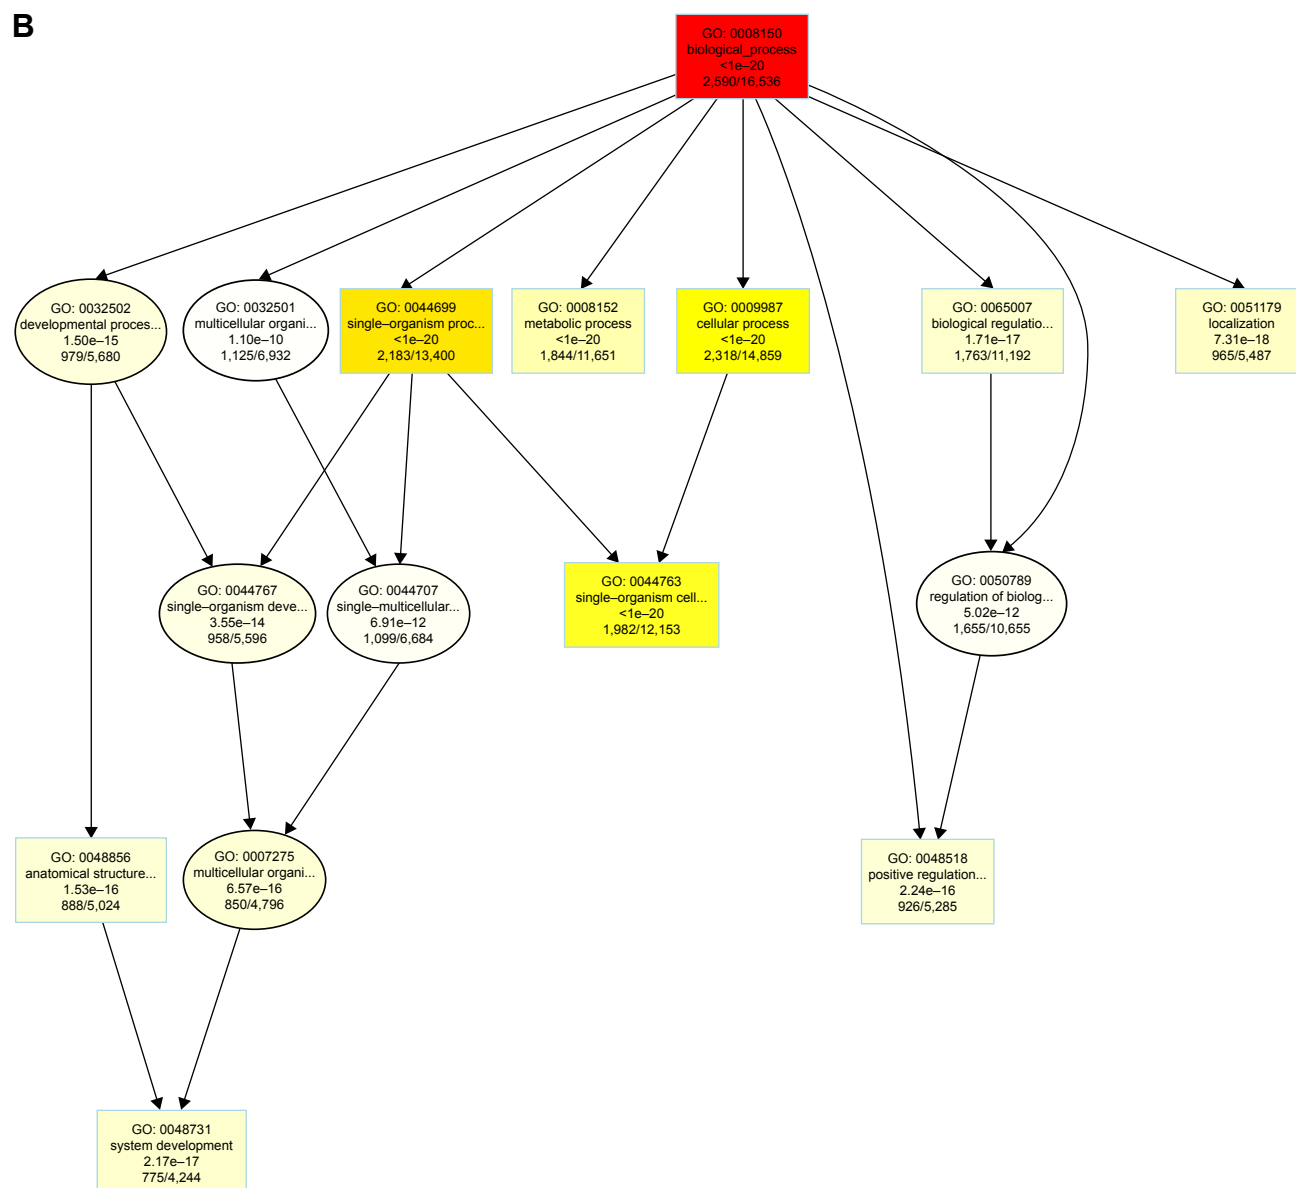 B
GO: 0008150
biological_process
<1e–20
2,590/16,536
GO: 0032502
developmental proces...
1.50e–15
979/5,680
GO: 0032501
multicellular organi...
1.10e–10
1,125/6,932
GO: 0044699
single–organism proc...
<1e–20
2,183/13,400
GO: 0008152
metabolic process
<1e–20
1,844/11,651
GO: 0009987
cellular process
<1e–20
2,318/14,859
GO: 0065007
biological regulatio...
1.71e–17
1,763/11,192
GO: 0051179
localization
7.31e–18
965/5,487
GO: 0044767
single–organism deve...
3.55e–14
958/5,596
GO: 0044707
single–multicellular...
6.91e–12
1,099/6,684
GO: 0044763
single–organism cell...
<1e–20
1,982/12,153
GO: 0050789
regulation of biolog...
5.02e–12
1,655/10,655
GO: 0048856
anatomical structure...
1.53e–16
888/5,024
GO: 0007275
multicellular organi...
6.57e–16
850/4,796
GO: 0048518
positive regulation...
2.24e–16
926/5,285
GO: 0048731
system development
2.17e–17
775/4,244